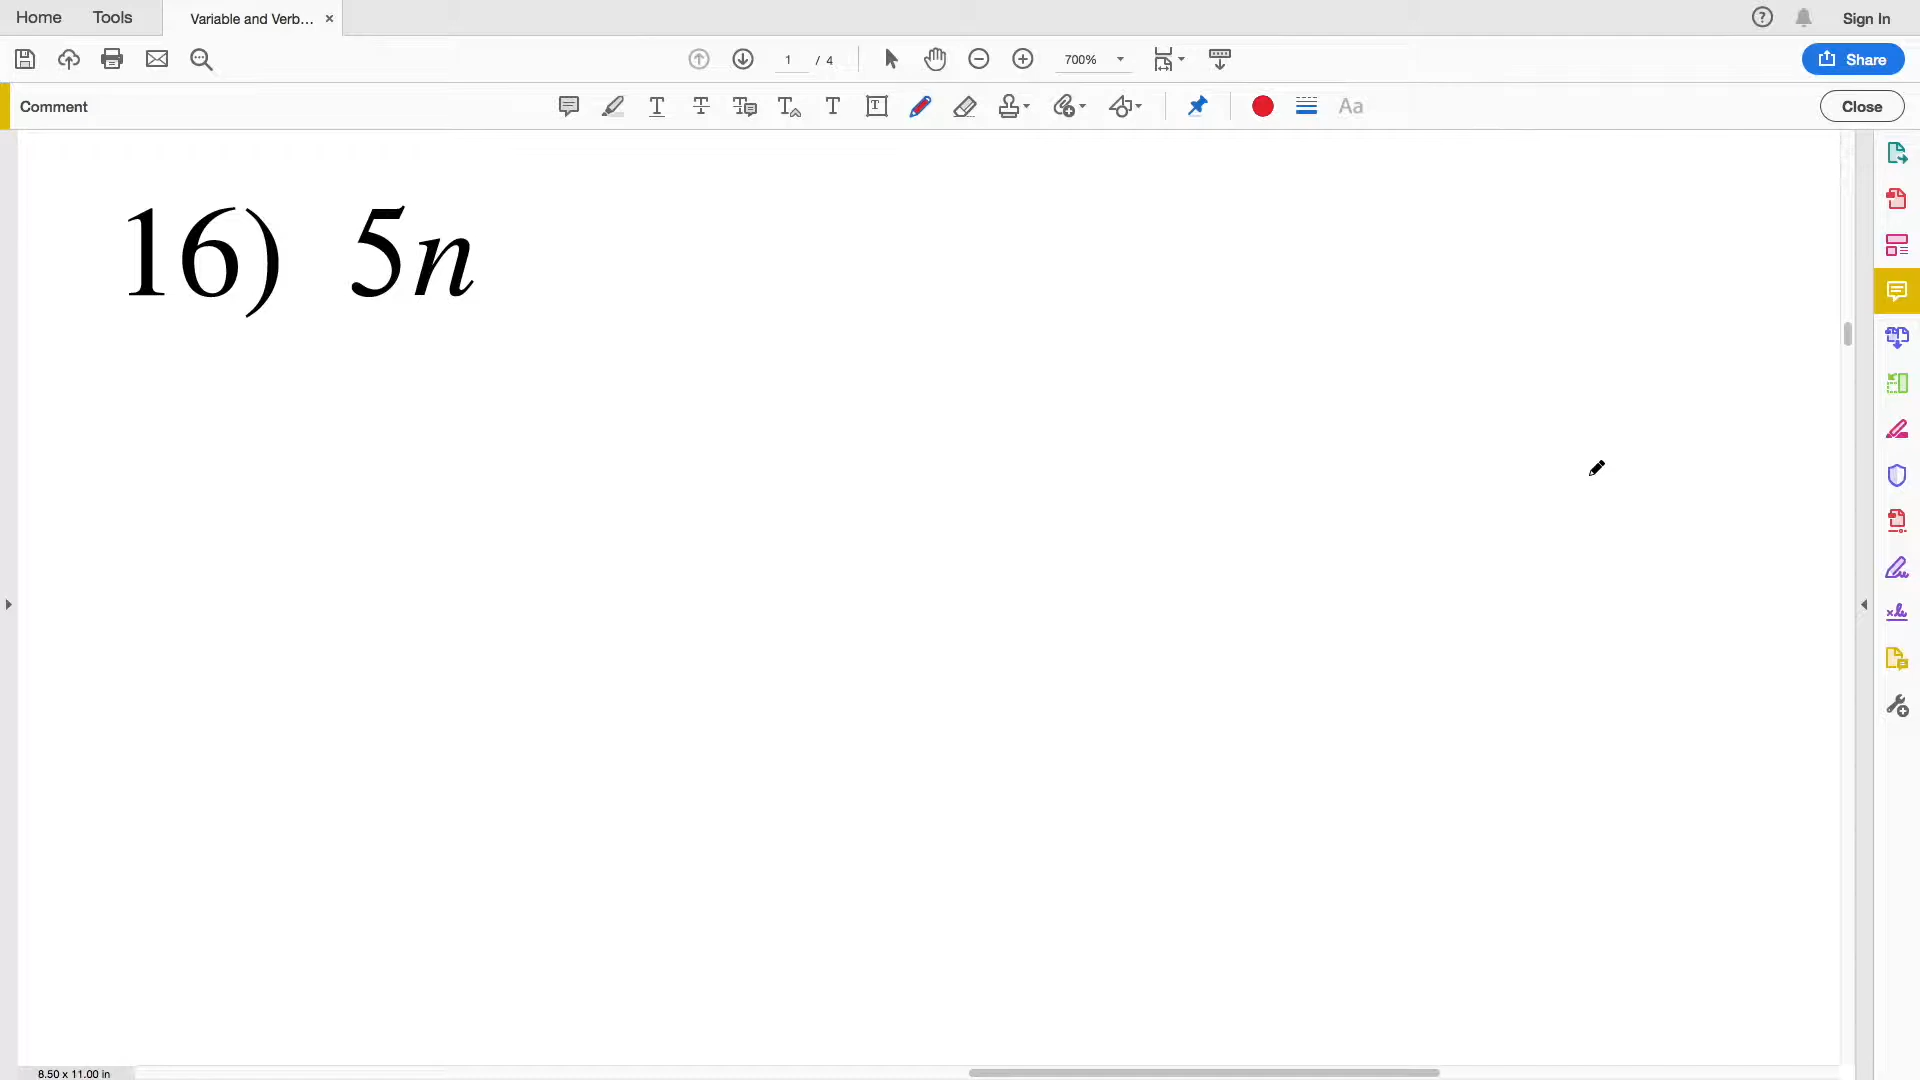 Home Tools Variable and Verb... × Sign In
1 / 4 700% Share
Comment Aa Close
16) 5n
8.50 x 11.00 in